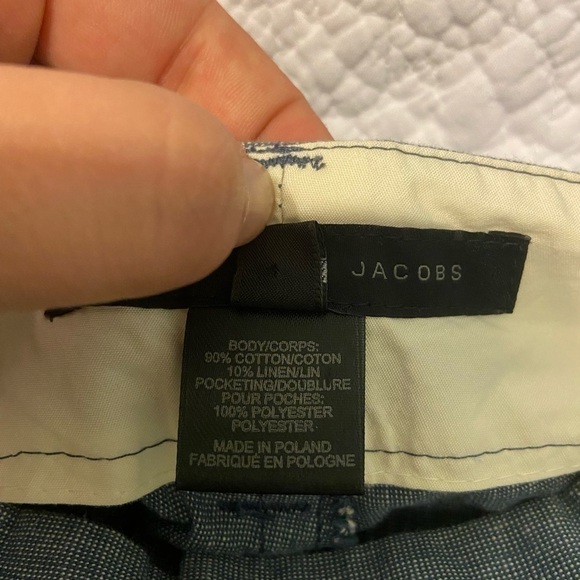 JACOBS
BODY/CORPS:
90% COTTON/COTON
10% LINEN/LIN
POCKETING/DOUBLURE
POUR POCHES:
100% POLYESTER
POLYESTER
MADE IN POLAND
FABRIQUÉ EN POLOGNE